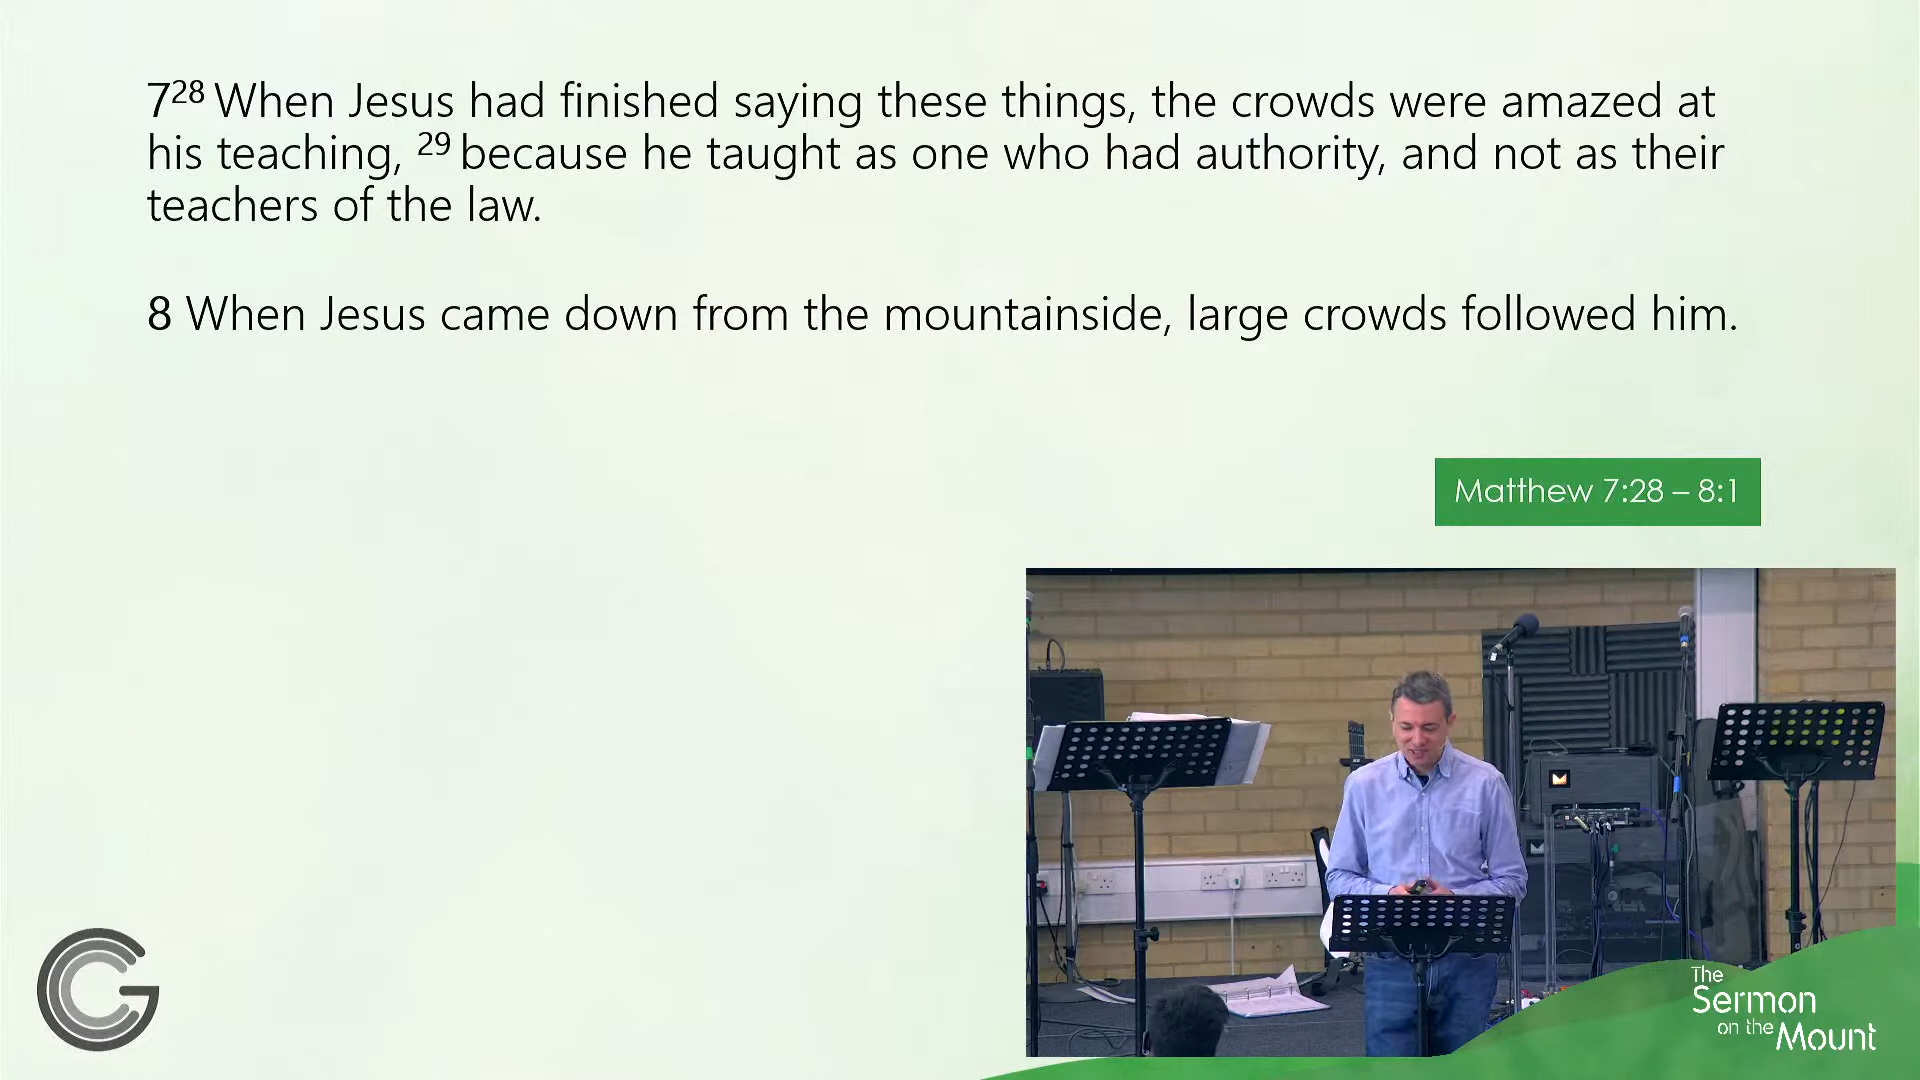 7²⁸ When Jesus had finished saying these things, the crowds were amazed at
his teaching, ²⁹ because he taught as one who had authority, and not as their
teachers of the law.
8 When Jesus came down from the mountainside, large crowds followed him.
Matthew 7:28 – 8:1
The
Sermon
on the Mount